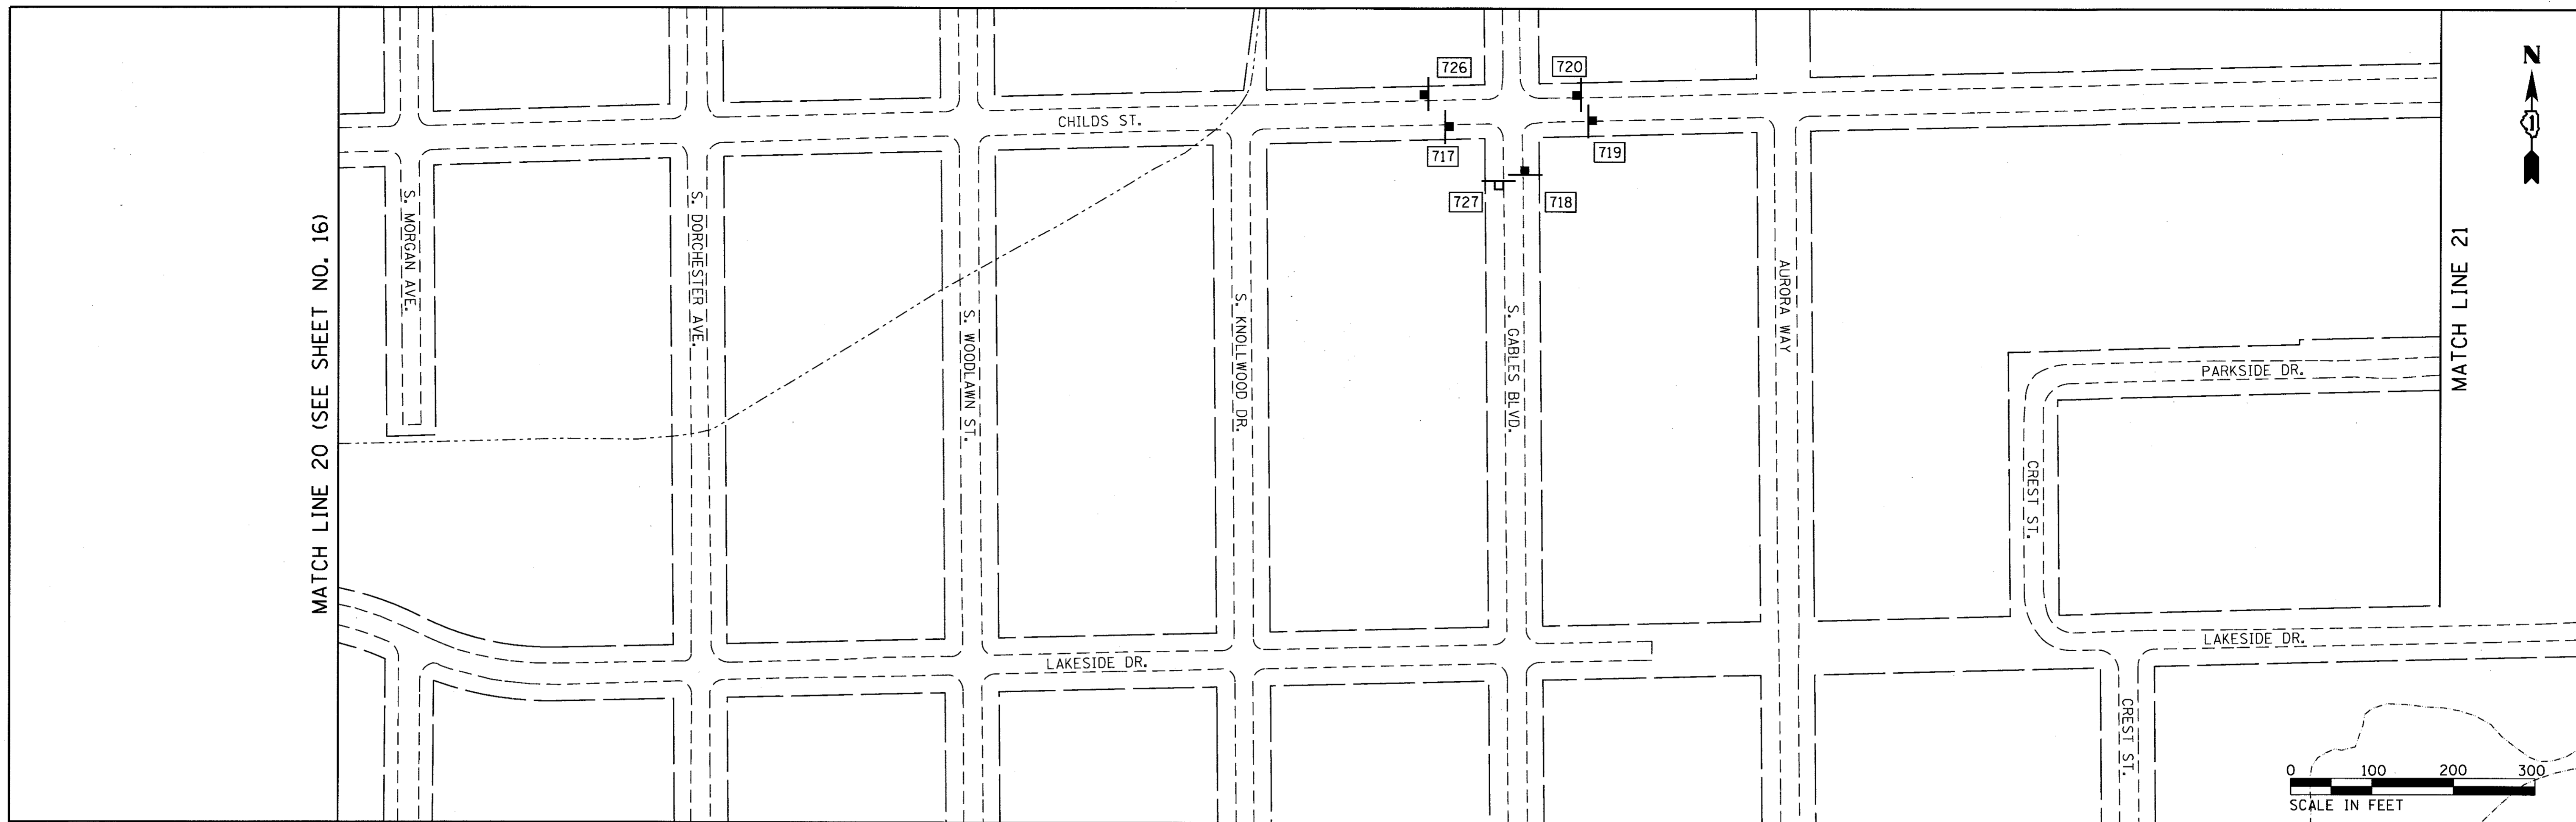 N
1
726
720
CHILDS ST.
717
719
727
718
MATCH LINE 20 (SEE SHEET NO. 16)
S. MORGAN AVE.
S. DORCHESTER AVE.
S. WOODLAWN ST.
S. KNOLLWOOD DR.
S. GABLES BLVD.
AURORA WAY
MATCH LINE 21
PARKSIDE DR.
CREST ST.
LAKESIDE DR.
LAKESIDE DR.
CREST ST.
0 100 200 300
SCALE IN FEET